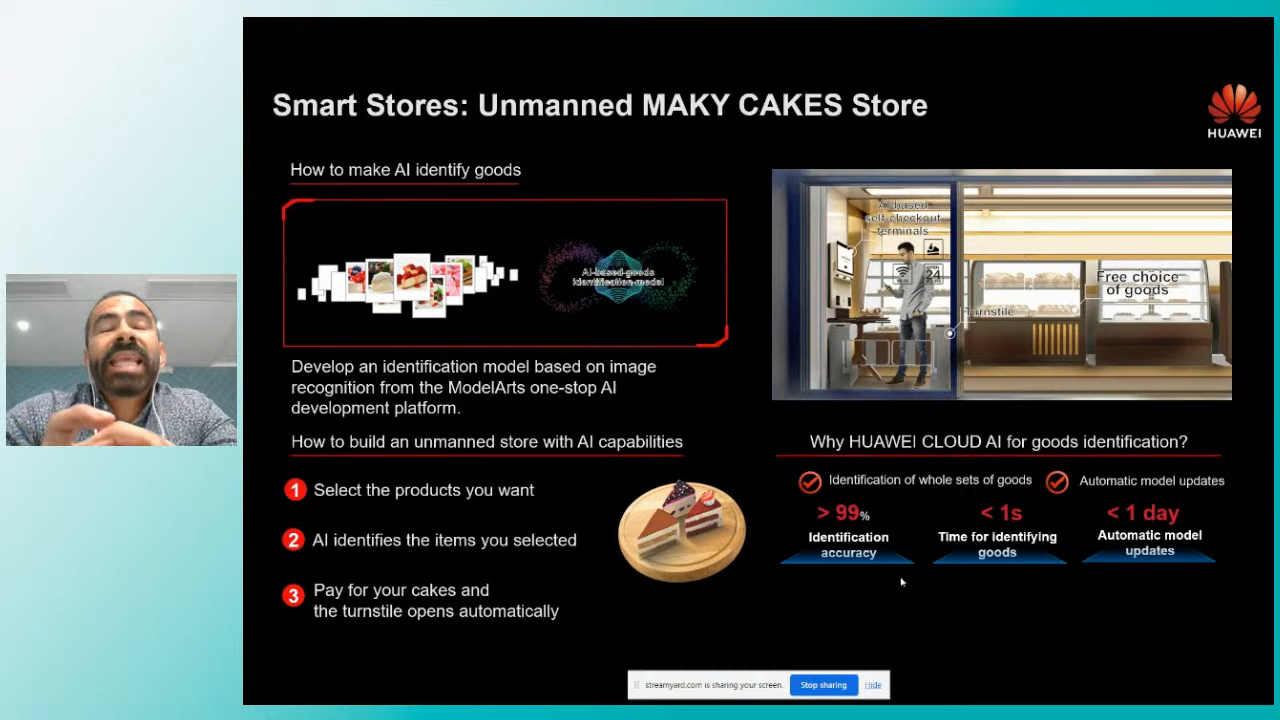 Smart Stores: Unmanned MAKY CAKES Store
HUAWEI
How to make AI identify goods
AI-based goods
identification model
AI-based
self-checkout
terminals
24
Free choice
of goods
Turnstile
Develop an identification model based on image
recognition from the ModelArts one-stop AI
development platform.
How to build an unmanned store with AI capabilities
1 Select the products you want
2 AI identifies the items you selected
3 Pay for your cakes and
the turnstile opens automatically
Why HUAWEI CLOUD AI for goods identification?
Identification of whole sets of goods
Automatic model updates
> 99%
Identification
accuracy
< 1s
Time for identifying
goods
< 1 day
Automatic model
updates
streamyard.com is sharing your screen.
Stop sharing
Hide